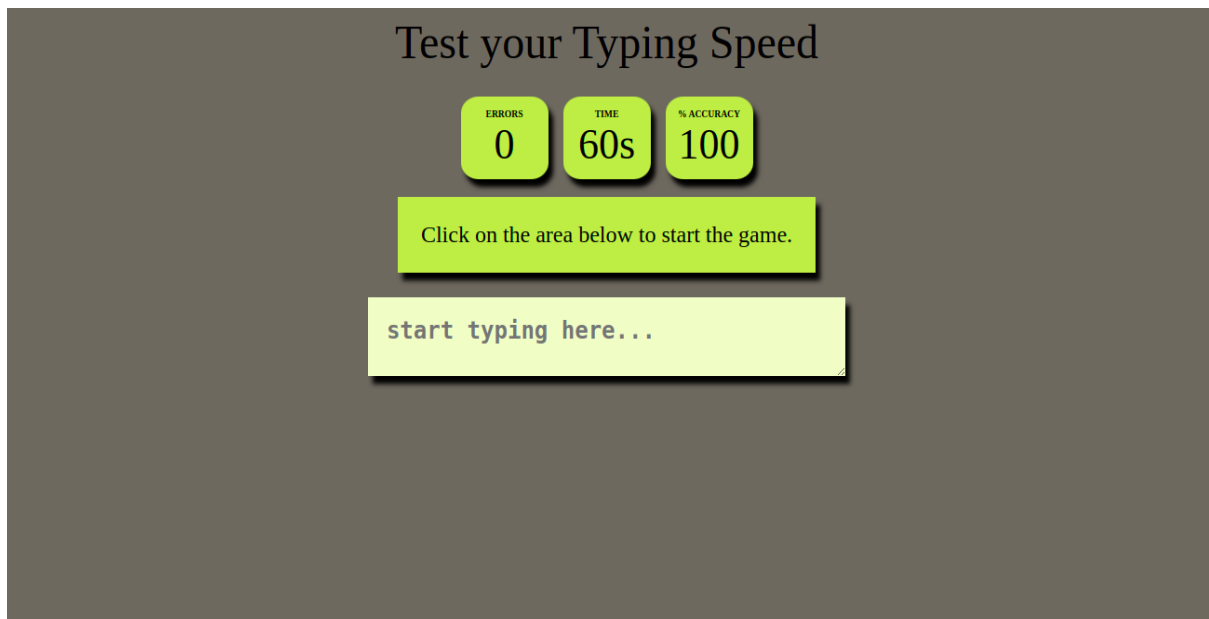 Test your Typing Speed
ERRORS TIME % ACCURACY
0 60s 100
Click on the area below to start the game.
start typing here...